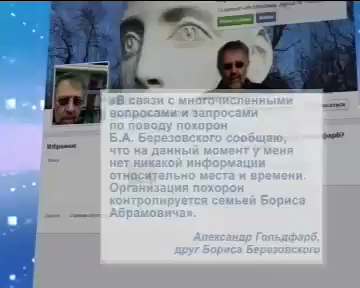 «В связи с многочисленными
вопросами и запросами
по поводу похорон
Б.А. Березовского сообщаю,
что на данный момент у меня
нет никакой информации
относительно места и времени.
Организация похорон
контролируется семьей Бориса
Абрамовича».
Александр Гольдфарб,
друг Бориса Березовского